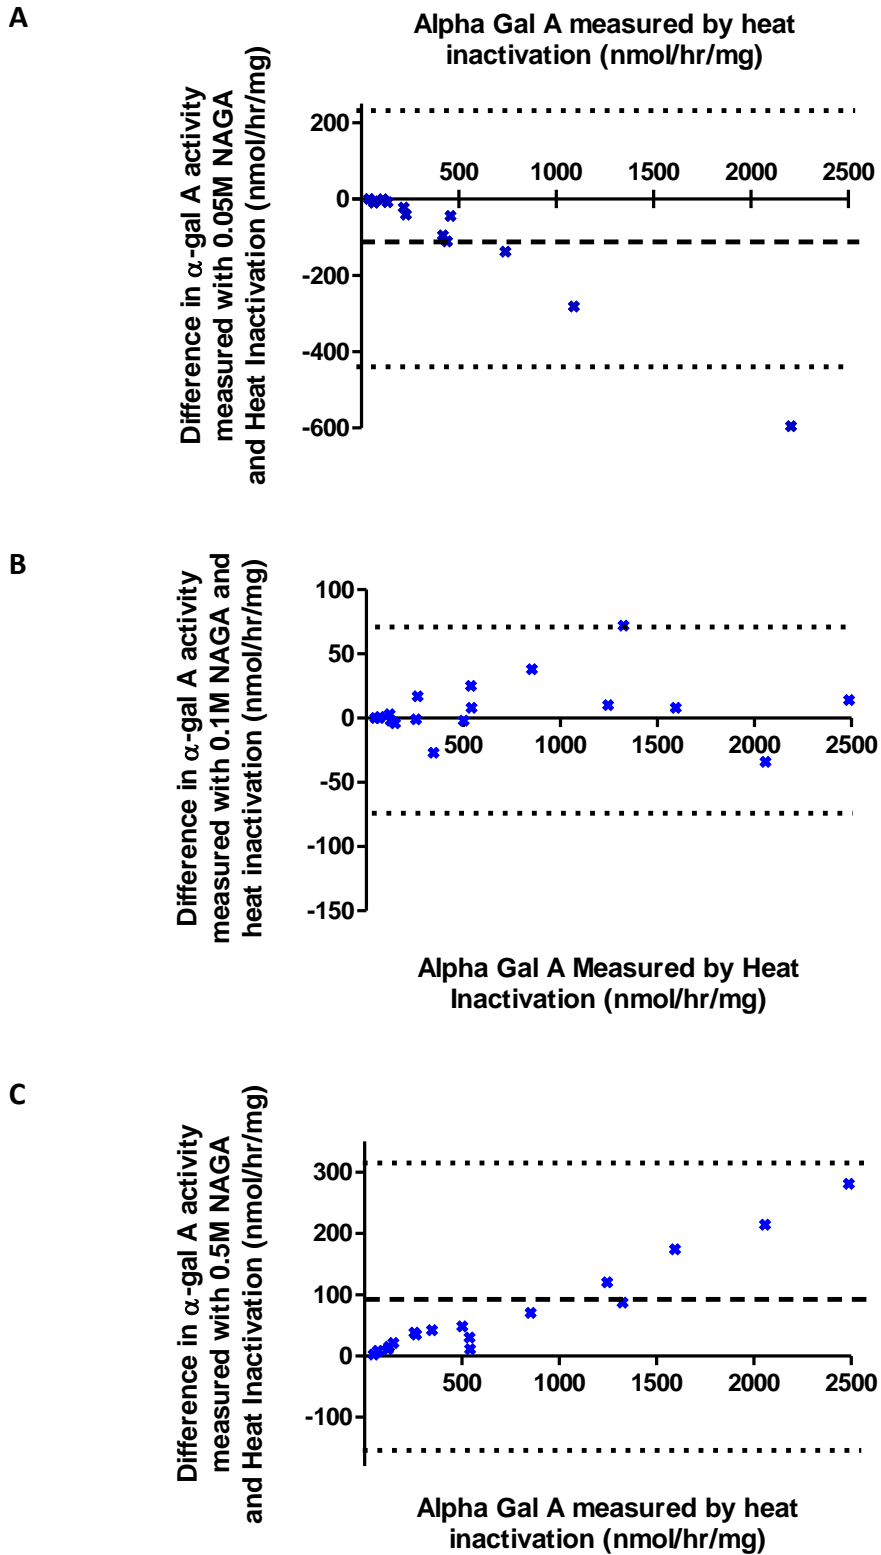 A
Alpha Gal A measured by heat
inactivation (nmol/hr/mg)
Difference in α-gal A activity
measured with 0.05M NAGA
and Heat Inactivation (nmol/hr/mg)
200
500 1000 1500 2000 2500
0
-200
-400
-600
B
Difference in α-gal A activity
measured with 0.1M NAGA and
heat inactivation (nmol/hr/mg)
100
50
0
500 1000 1500 2000 2500
-50
-100
-150
Alpha Gal A Measured by Heat
Inactivation (nmol/hr/mg)
C
Difference in α-gal A activity
measured with 0.5M NAGA
and Heat Inactivation (nmol/hr/mg)
300
200
100
0
500 1000 1500 2000 2500
-100
Alpha Gal A measured by heat
inactivation (nmol/hr/mg)